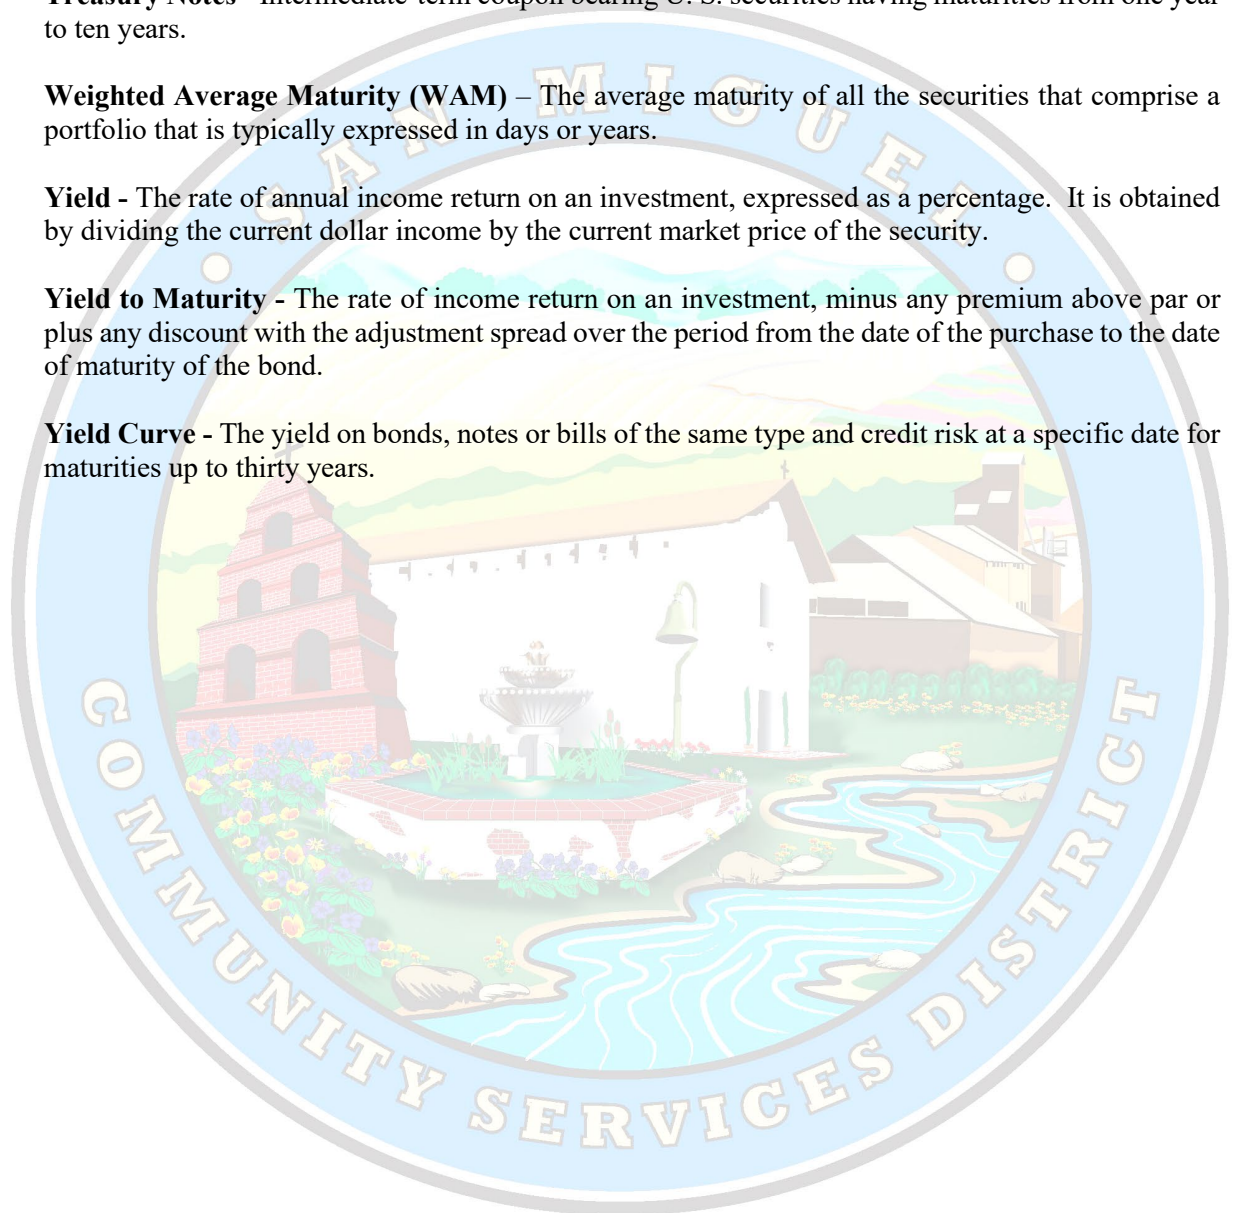 Treasury Notes - Intermediate-term coupon bearing U. S. securities having maturities from one year
to ten years.
Weighted Average Maturity (WAM) – The average maturity of all the securities that comprise a
portfolio that is typically expressed in days or years.
Yield - The rate of annual income return on an investment, expressed as a percentage.  It is obtained
by dividing the current dollar income by the current market price of the security.
Yield to Maturity - The rate of income return on an investment, minus any premium above par or
plus any discount with the adjustment spread over the period from the date of the purchase to the date
of maturity of the bond.
Yield Curve - The yield on bonds, notes or bills of the same type and credit risk at a specific date for
maturities up to thirty years.
SAN MIGUEL
COMMUNITY SERVICES DISTRICT